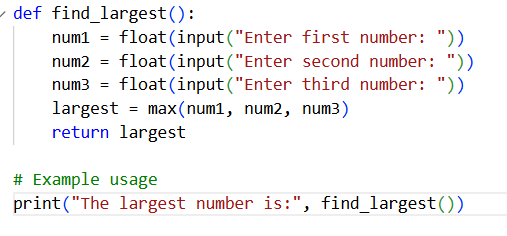 def find_largest():
    num1 = float(input("Enter first number: "))
    num2 = float(input("Enter second number: "))
    num3 = float(input("Enter third number: "))
    largest = max(num1, num2, num3)
    return largest

# Example usage
print("The largest number is:", find_largest())